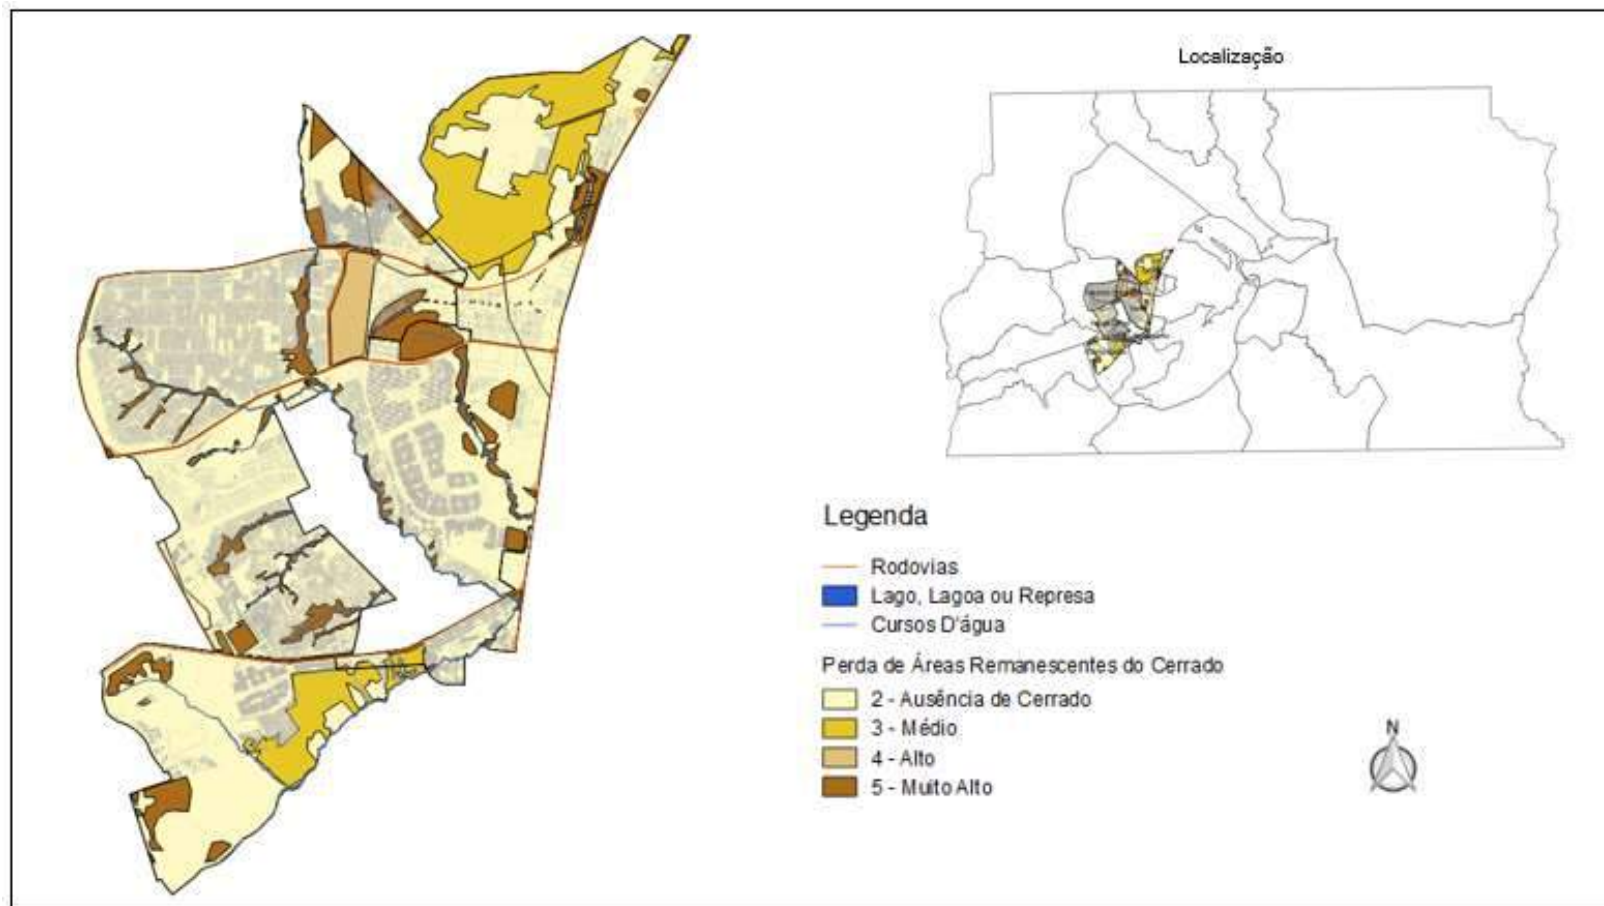 Localização
Legenda
Rodovias
Lago, Lagoa ou Represa
Cursos D'água
Perda de Áreas Remanescentes do Cerrado
2 - Ausência de Cerrado
3 - Médio
4 - Alto
5 - Muito Alto
N